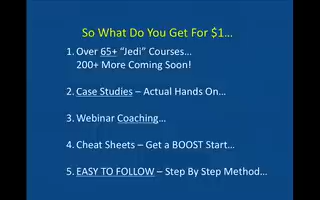 So What Do You Get For $1...
1. Over 65+ “Jedi” Courses...
200+ More Coming Soon!
2. Case Studies – Actual Hands On...
3. Webinar Coaching...
4. Cheat Sheets – Get a BOOST Start...
5. EASY TO FOLLOW – Step By Step Method...